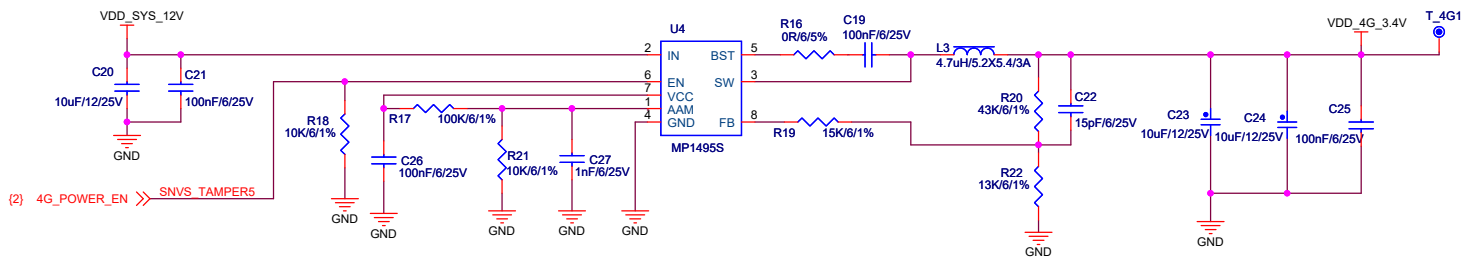 VDD_SYS_12V
C20
10uF/12/25V
C21
100nF/6/25V
GND
{2} 4G_POWER_EN
SNVS_TAMPER5
R18
10K/6/1%
GND
R17
100K/6/1%
C26
100nF/6/25V
GND
R21
10K/6/1%
GND
C27
1nF/6/25V
GND
GND
U4
2 IN
6 EN
7 VCC
1 AAM
4 GND
BST 5
SW 3
FB 8
MP1495S
R16
0R/6/5%
C19
100nF/6/25V
R19
15K/6/1%
L3
4.7uH/5.2X5.4/3A
R20
43K/6/1%
C22
15pF/6/25V
R22
13K/6/1%
GND
C23
10uF/12/25V
C24
10uF/12/25V
C25
100nF/6/25V
GND
VDD_4G_3.4V
T_4G1